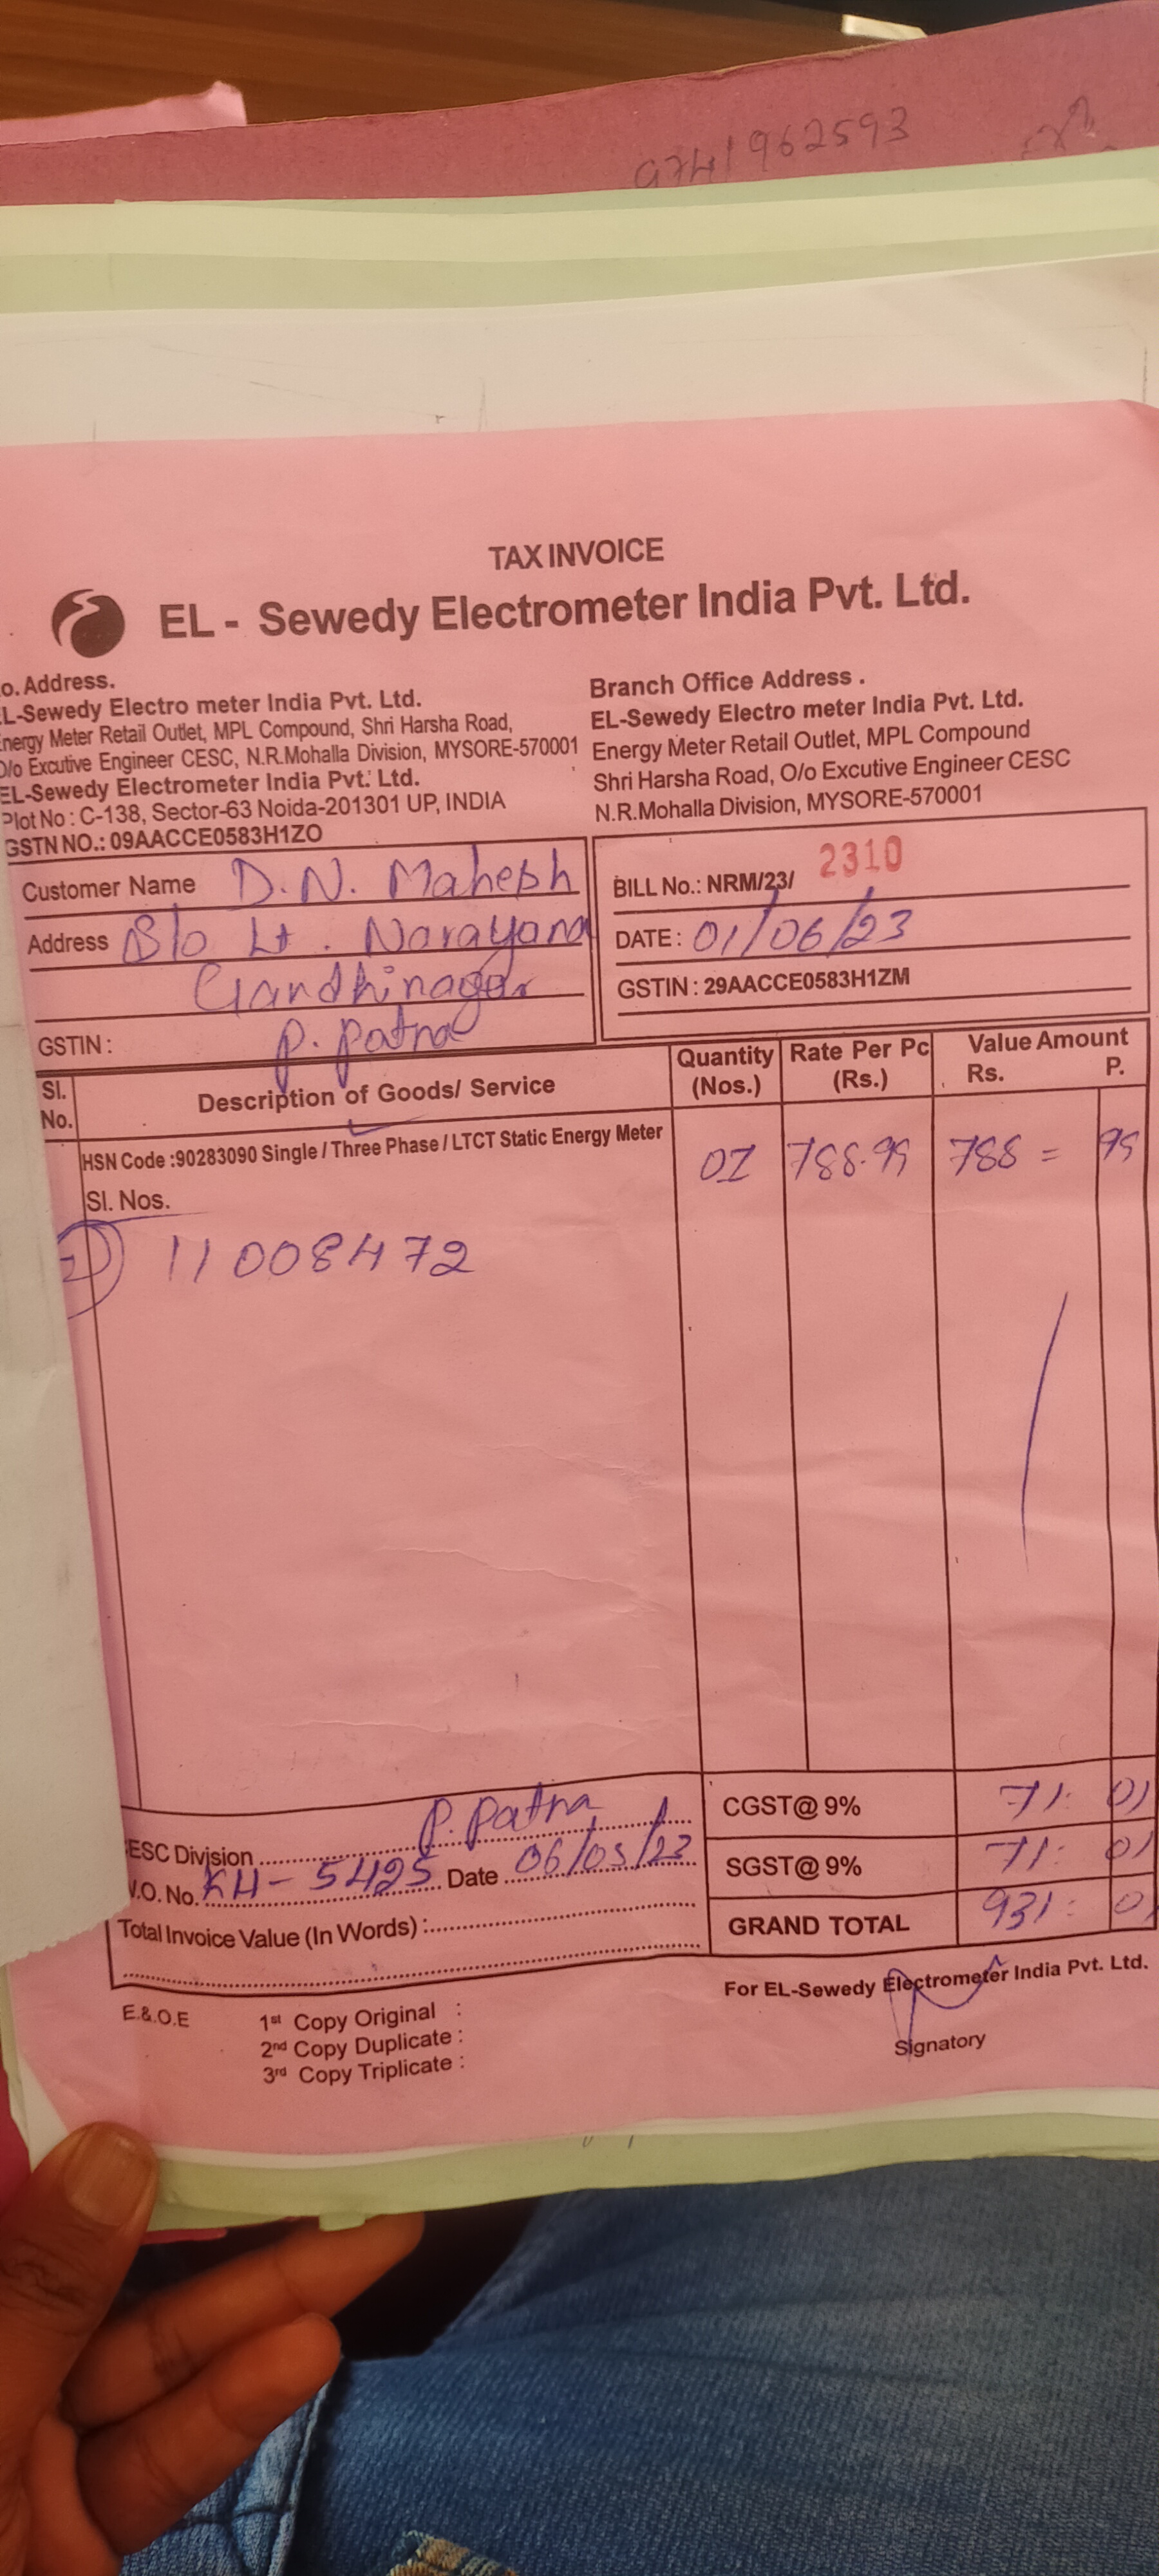 9741962593
TAX INVOICE
EL - Sewedy Electrometer India Pvt. Ltd.
o. Address.
EL-Sewedy Electro meter India Pvt. Ltd.
Energy Meter Retail Outlet, MPL Compound, Shri Harsha Road,
O/o Excutive Engineer CESC, N.R.Mohalla Division, MYSORE-570001
EL-Sewedy Electrometer India Pvt. Ltd.
Plot No : C-138, Sector-63 Noida-201301 UP, INDIA
GSTN NO.: 09AACCE0583H1ZO
Branch Office Address .
EL-Sewedy Electro meter India Pvt. Ltd.
Energy Meter Retail Outlet, MPL Compound
Shri Harsha Road, O/o Excutive Engineer CESC
N.R.Mohalla Division, MYSORE-570001
Customer Name D.N. Mahesh
Address S/o Lt. Narayana
Gandhinagar
GSTIN : P. Patna
BILL No.: NRM/23/ 2310
DATE : 01/06/23
GSTIN : 29AACCE0583H1ZM
Sl. No. Description of Goods/ Service Quantity (Nos.) Rate Per Pc (Rs.) Value Amount Rs. P.
HSN Code :90283090 Single / Three Phase / LTCT Static Energy Meter 01 788.99 788 = 99
Sl. Nos.
11008472
CESC Division P. Patna
W.O. No. KH - 5425 Date 06/05/23
Total Invoice Value (In Words) :
CGST@ 9% 71: 01
SGST@ 9% 71: 01
GRAND TOTAL 931: 01
E.&.O.E
1st Copy Original :
2nd Copy Duplicate :
3rd Copy Triplicate :
For EL-Sewedy Electrometer India Pvt. Ltd.
Signatory